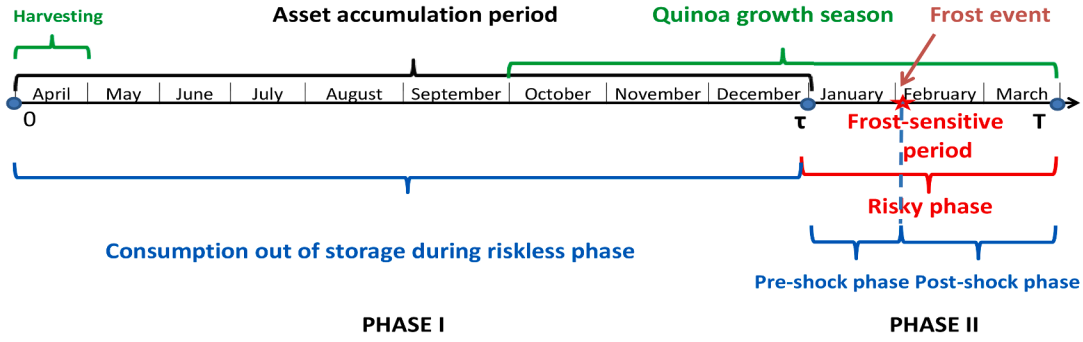 Harvesting
Asset accumulation period
Quinoa growth season
Frost event
April May June July August September October November December January February March
0
τ
Frost-sensitive
period
T
Risky phase
Consumption out of storage during riskless phase
Pre-shock phase
Post-shock phase
PHASE I
PHASE II